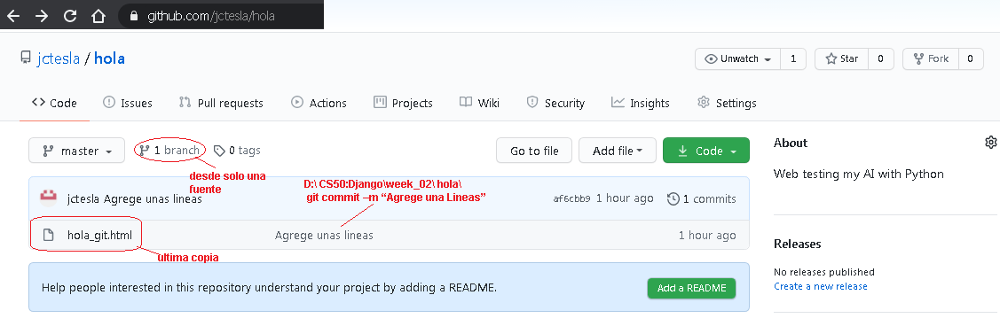 github.com/jctesla/hola
jctesla / hola
Unwatch 1 Star 0 Fork 0
Code Issues Pull requests Actions Projects Wiki Security Insights Settings
master 1 branch 0 tags Go to file Add file Code
About
Web testing my AI with Python
desde solo una
fuente
D:\CS50:Django\week_02\hola\
git commit –m “Agrege una Lineas”
jctesla Agrege unas lineas af6cbb9 1 hour ago 1 commits
hola_git.html Agrege unas lineas 1 hour ago
ultima copia
Releases
No releases published
Create a new release
Help people interested in this repository understand your project by adding a README. Add a README